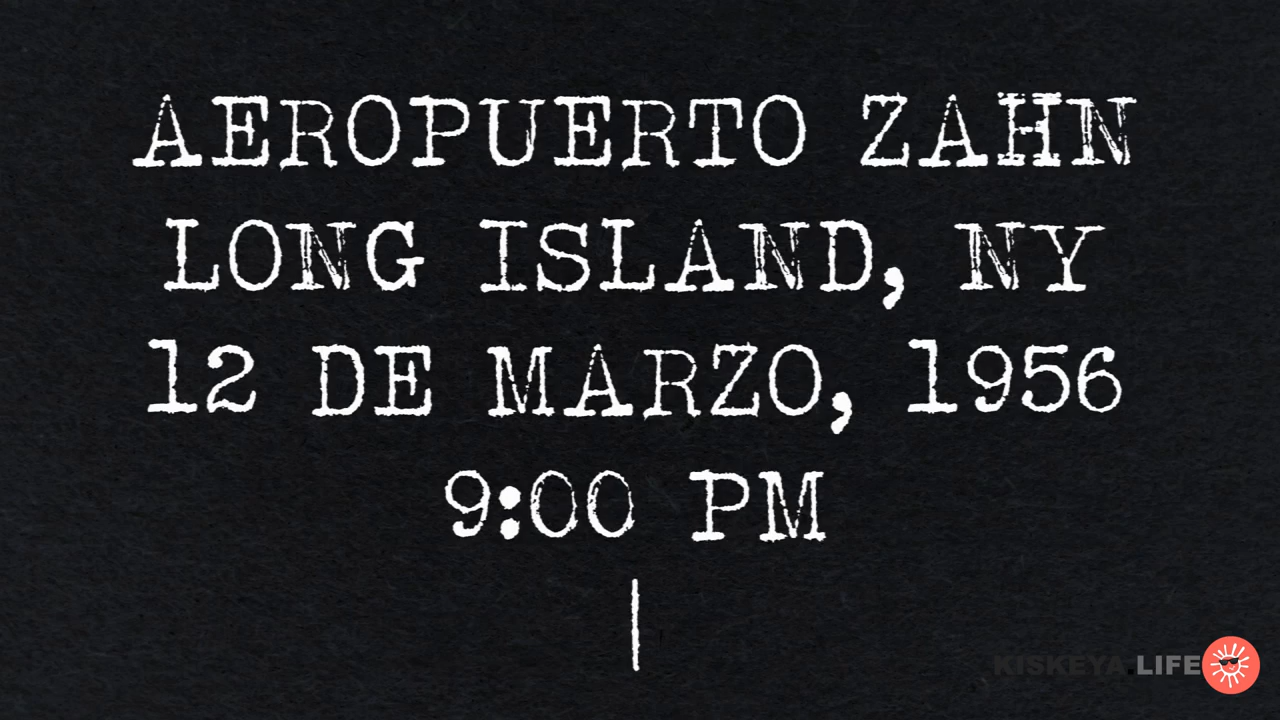 AEROPUERTO ZAHN
LONG ISLAND, NY
12 DE MARZO, 1956
9:00 PM
KISKEYA.LIFE